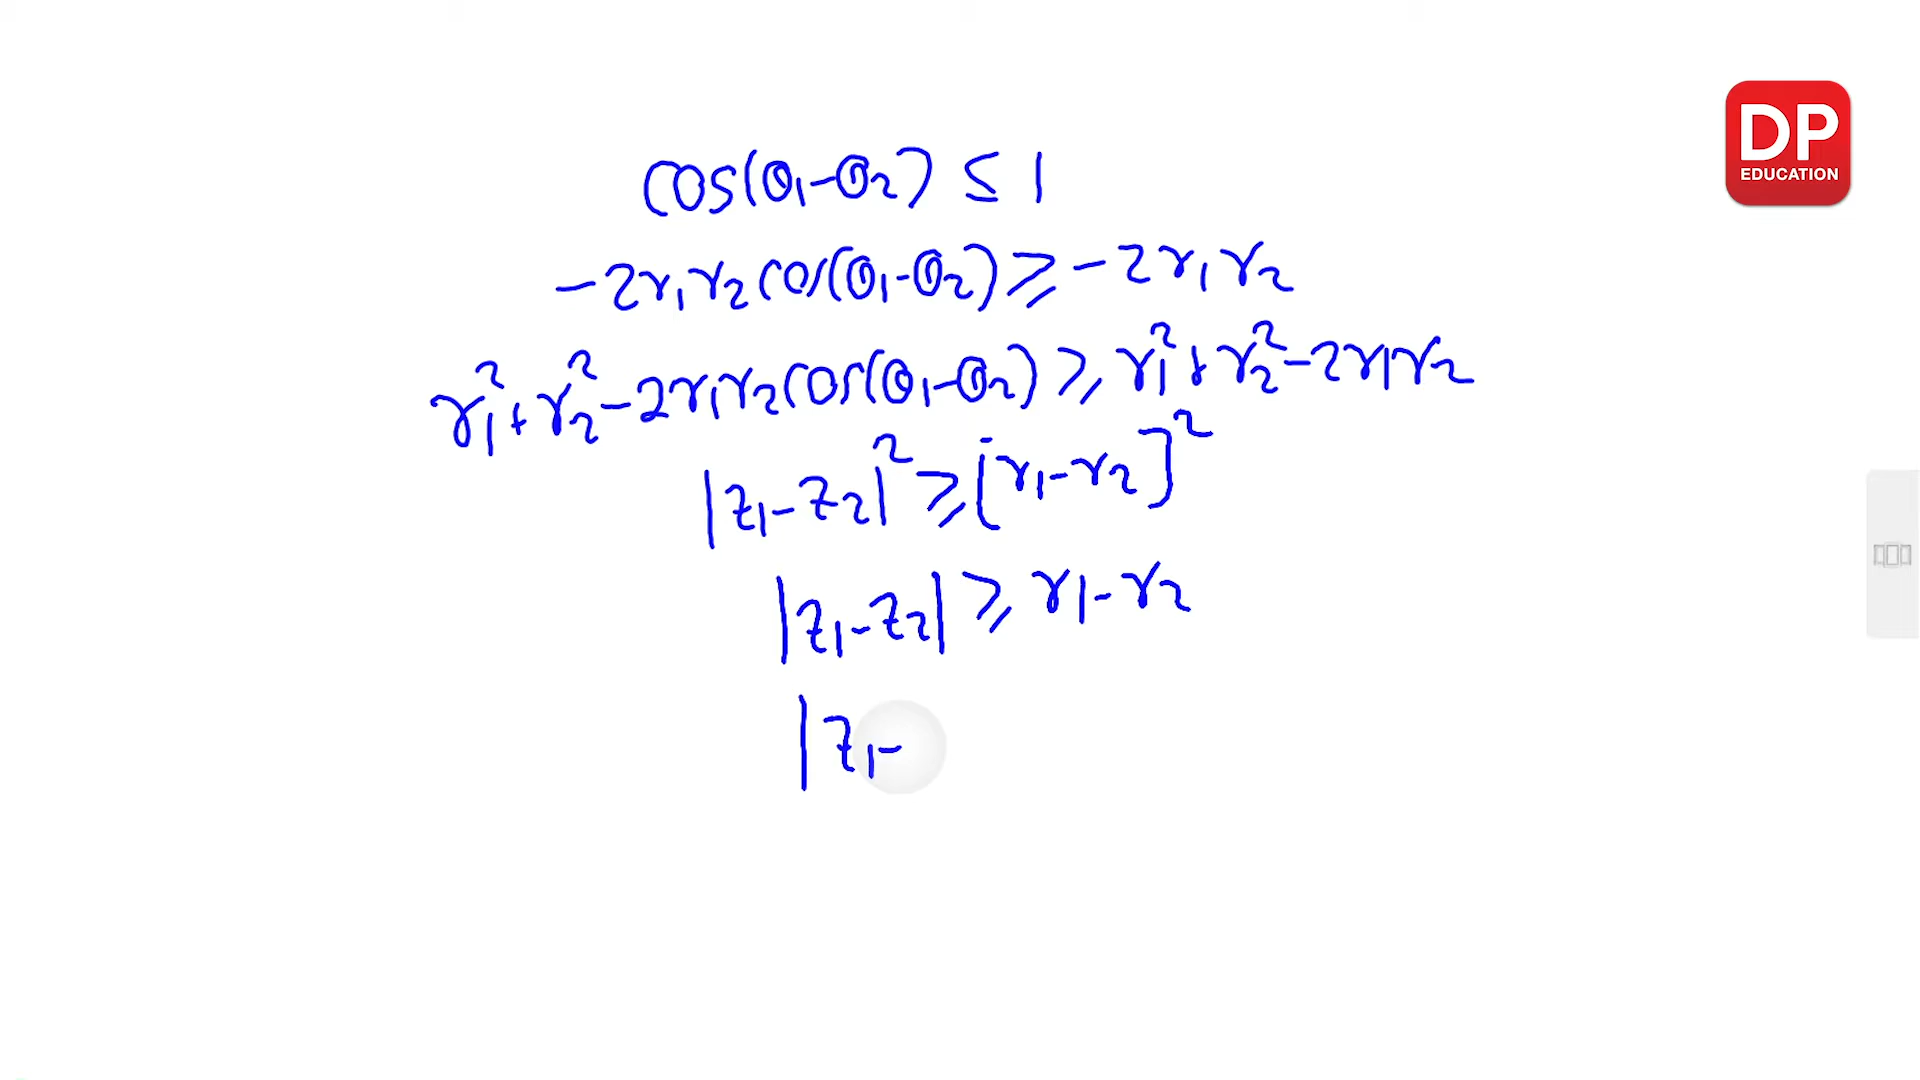 DP
EDUCATION
cos(θ₁-θ₂) ≤ 1
-2r₁r₂cos(θ₁-θ₂) ⩾ -2r₁r₂
r₁²+r₂²-2r₁r₂cos(θ₁-θ₂) ⩾ r₁²+r₂²-2r₁r₂
|z₁-z₂|² ⩾ [r₁-r₂]²
|z₁-z₂| ⩾ r₁-r₂
|z₁-